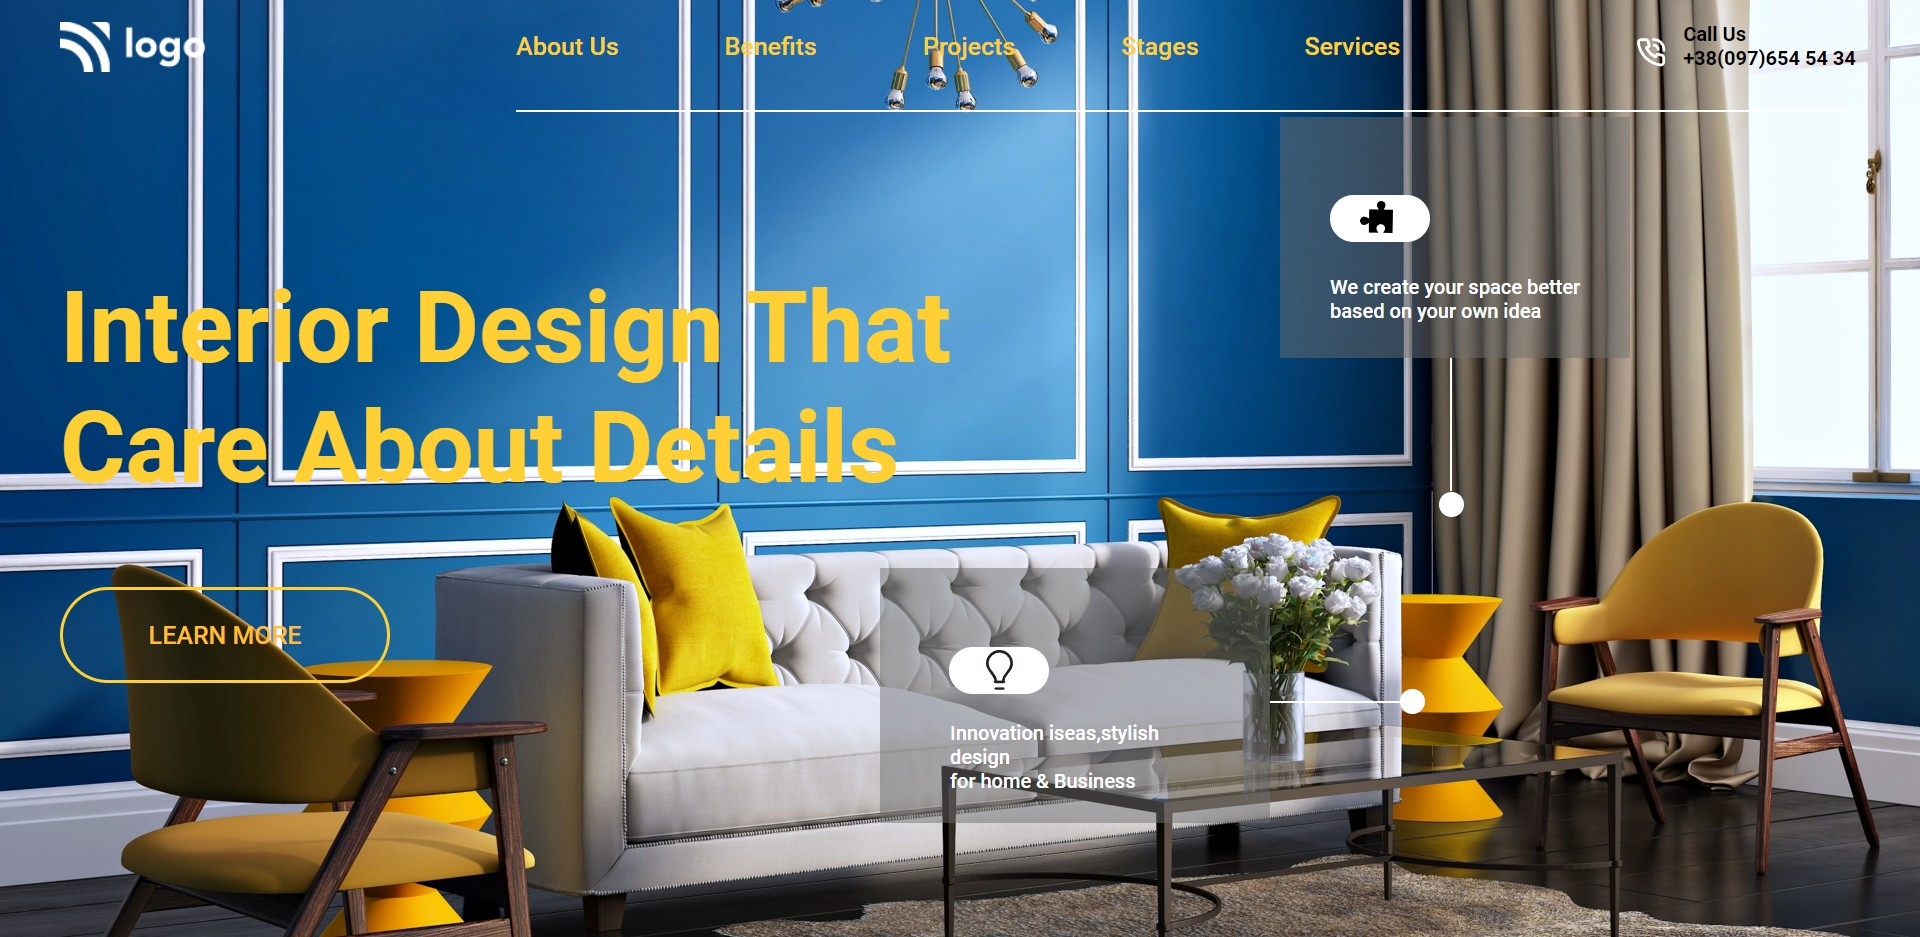 logo
About Us
Benefits
Projects
Stages
Services
Call Us
+38(097)654 54 34
Interior Design That
Care About Details
We create your space better
based on your own idea
LEARN MORE
Innovation iseas,stylish
design
for home & Business